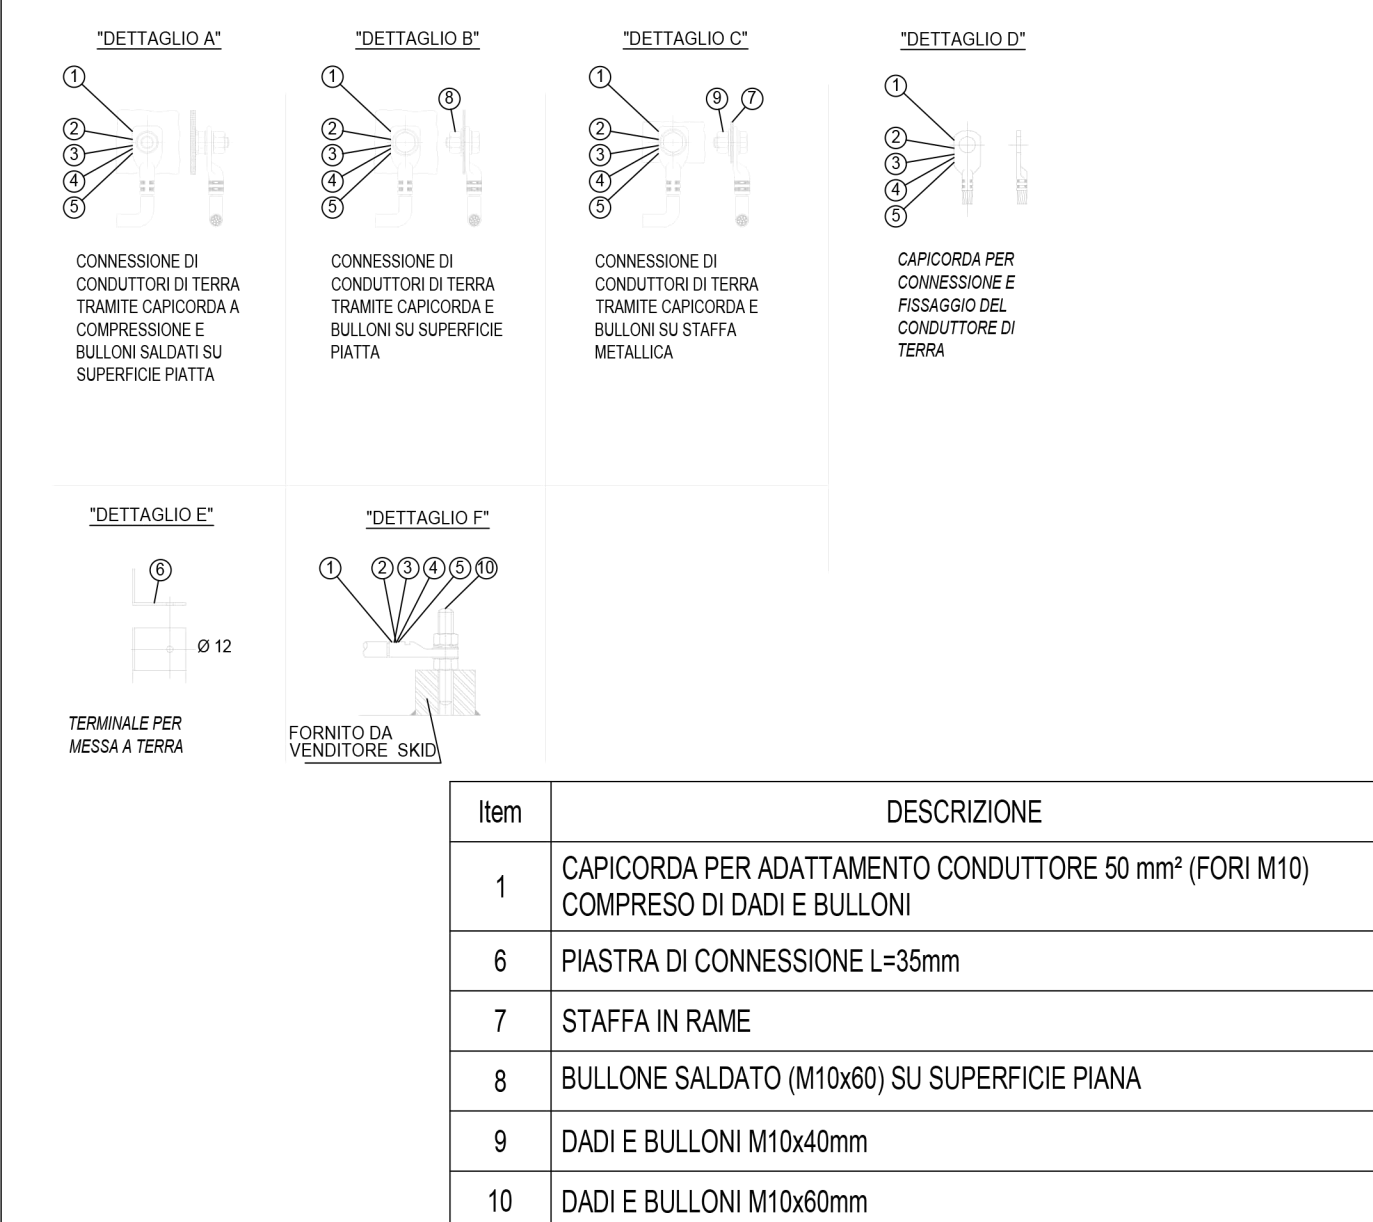 "DETTAGLIO A"
1
2
3
4
5
CONNESSIONE DI
CONDUTTORI DI TERRA
TRAMITE CAPICORDA A
COMPRESSIONE E
BULLONI SALDATI SU
SUPERFICIE PIATTA
"DETTAGLIO B"
1
8
2
3
4
5
CONNESSIONE DI
CONDUTTORI DI TERRA
TRAMITE CAPICORDA E
BULLONI SU SUPERFICIE
PIATTA
"DETTAGLIO C"
1
9
7
2
3
4
5
CONNESSIONE DI
CONDUTTORI DI TERRA
TRAMITE CAPICORDA E
BULLONI SU STAFFA
METALLICA
"DETTAGLIO D"
1
2
3
4
5
CAPICORDA PER
CONNESSIONE E
FISSAGGIO DEL
CONDUTTORE DI
TERRA
"DETTAGLIO E"
6
Ø 12
TERMINALE PER
MESSA A TERRA
"DETTAGLIO F"
1 2 3 4 5 10
FORNITO DA
VENDITORE SKID
Item DESCRIZIONE
1 CAPICORDA PER ADATTAMENTO CONDUTTORE 50 mm² (FORI M10)
COMPRESO DI DADI E BULLONI
6 PIASTRA DI CONNESSIONE L=35mm
7 STAFFA IN RAME
8 BULLONE SALDATO (M10x60) SU SUPERFICIE PIANA
9 DADI E BULLONI M10x40mm
10 DADI E BULLONI M10x60mm